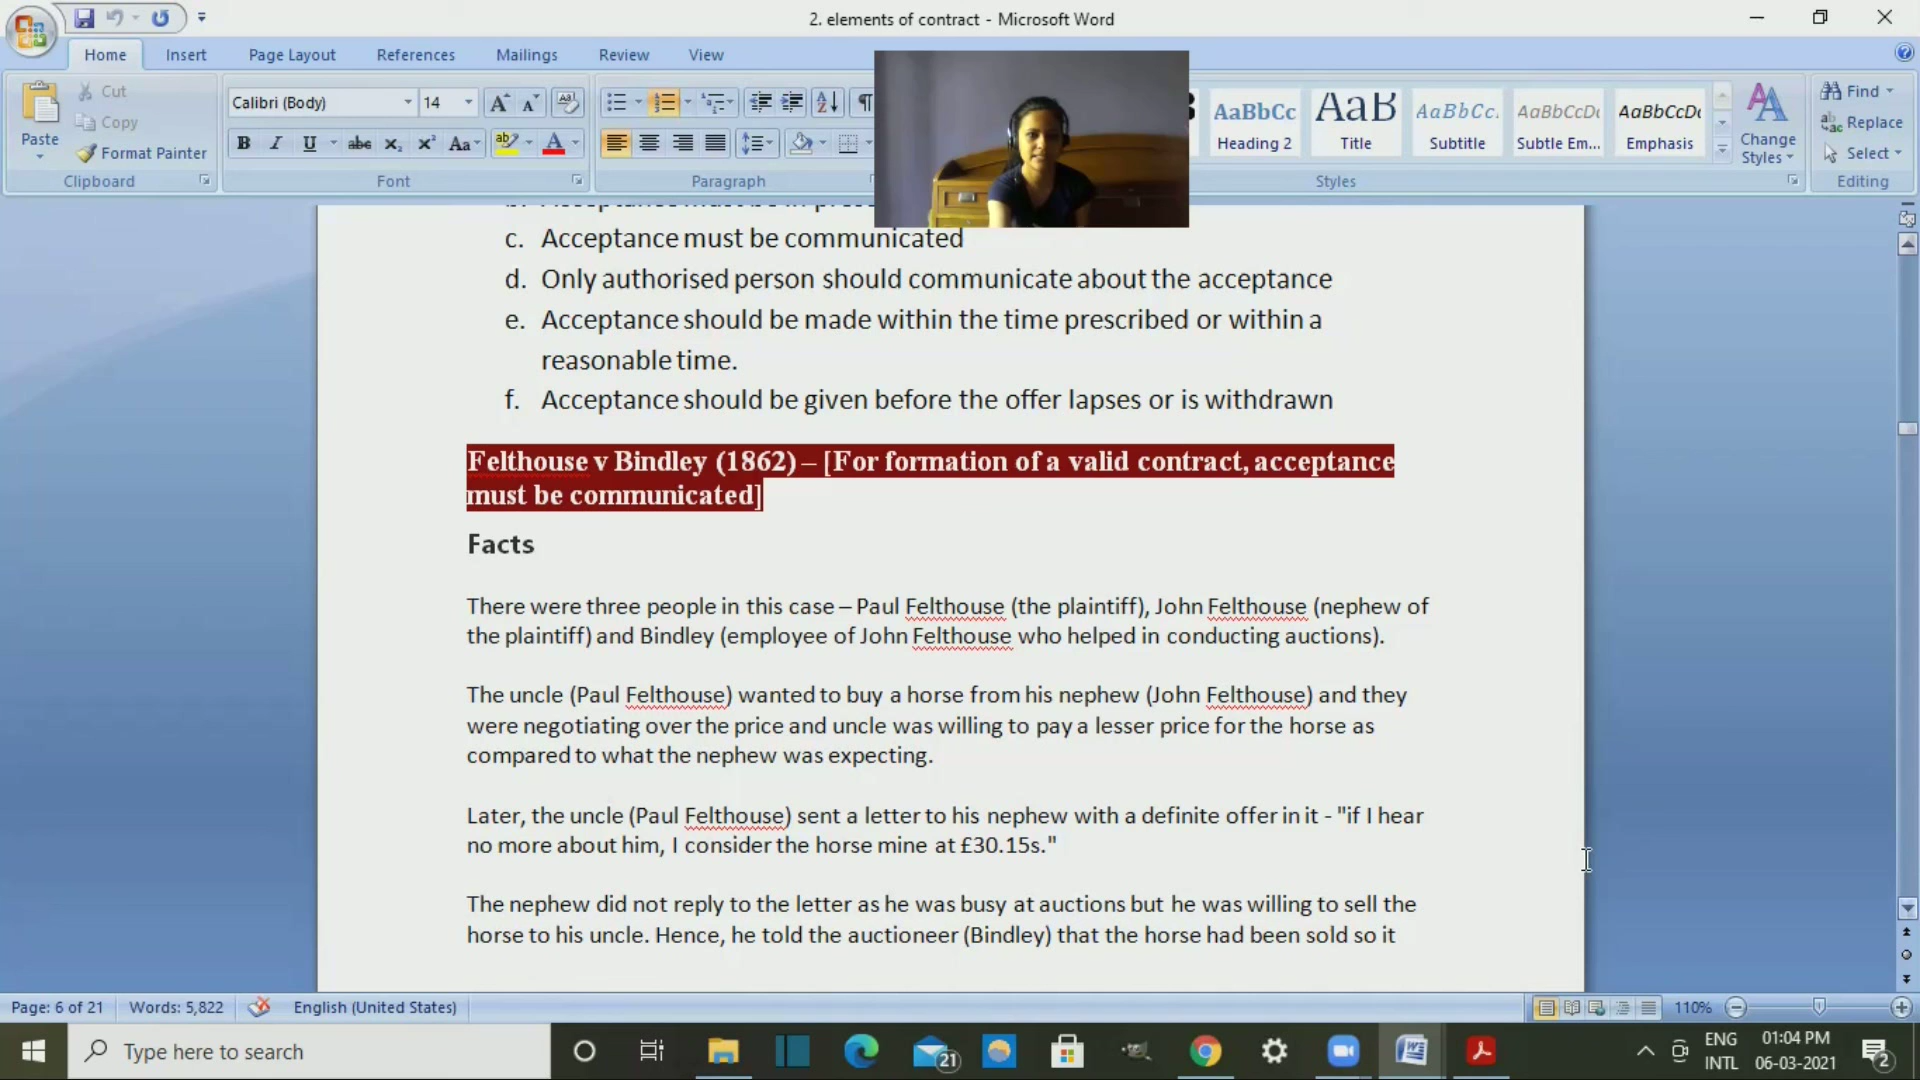 2. elements of contract - Microsoft Word
Home Insert Page Layout References Mailings Review View
Paste
Cut
Copy
Format Painter
Clipboard
Calibri (Body) 14
Font
Paragraph
AaBbCc AaB AaBbCc. AaBbCcDc AaBbCcDc
Heading 2 Title Subtitle Subtle Em... Emphasis
Change
Styles
Styles
Find
Replace
Select
Editing
b. Acceptance must be in
c. Acceptance must be communicated
d. Only authorised person should communicate about the acceptance
e. Acceptance should be made within the time prescribed or within a
reasonable time.
f. Acceptance should be given before the offer lapses or is withdrawn
Felthouse v Bindley (1862) – [For formation of a valid contract, acceptance
must be communicated]
Facts
There were three people in this case – Paul Felthouse (the plaintiff), John Felthouse (nephew of
the plaintiff) and Bindley (employee of John Felthouse who helped in conducting auctions).
The uncle (Paul Felthouse) wanted to buy a horse from his nephew (John Felthouse) and they
were negotiating over the price and uncle was willing to pay a lesser price for the horse as
compared to what the nephew was expecting.
Later, the uncle (Paul Felthouse) sent a letter to his nephew with a definite offer in it - "if I hear
no more about him, I consider the horse mine at £30.15s."
The nephew did not reply to the letter as he was busy at auctions but he was willing to sell the
horse to his uncle. Hence, he told the auctioneer (Bindley) that the horse had been sold so it
Page: 6 of 21 Words: 5,822 English (United States) 110%
Type here to search
21
ENG
INTL
01:04 PM
06-03-2021
2